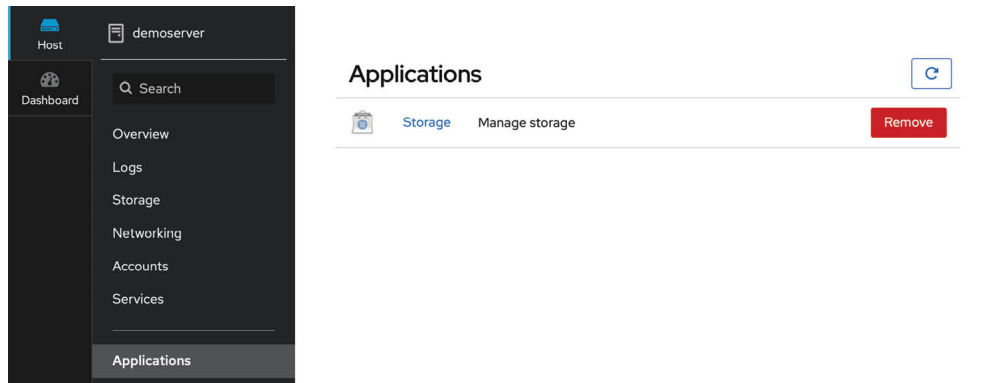 Host
Dashboard
demoserver
Search
Overview
Logs
Storage
Networking
Accounts
Services
Applications
Applications
Storage Manage storage Remove